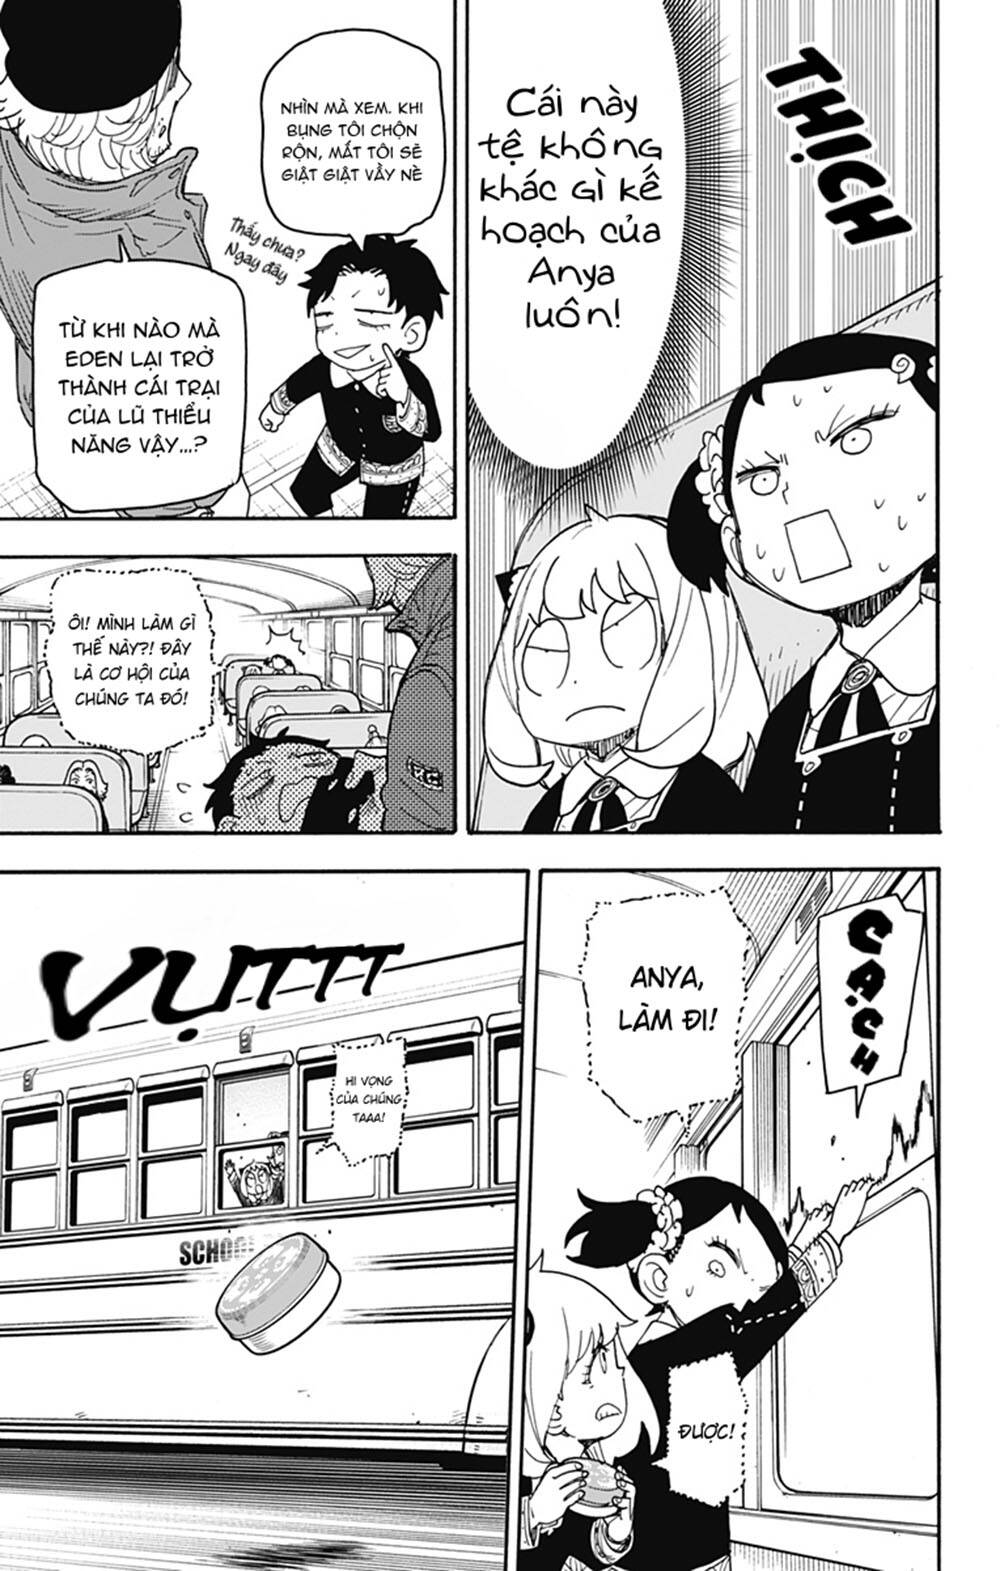 THỊCH
Cái này
tệ không
khác gì kế
hoạch của
Anya
luôn!
NHÌN MÀ XEM. KHI
BỤNG TÔI CHỘN
RỘN, MẮT TÔI SẼ
GIẬT GIẬT VẦY NÈ
Thấy chưa?
Ngay đây
TỪ KHI NÀO MÀ
EDEN LẠI TRỞ
THÀNH CÁI TRẠI
CỦA LŨ THIỂU
NĂNG VẬY...?
ÔI! MÌNH LÀM GÌ
THẾ NÀY?! ĐÂY
LÀ CƠ HỘI CỦA
CHÚNG TA ĐÓ!
CẠCH
ANYA,
LÀM ĐI!
ĐƯỢC!
VỤTTT
HI VỌNG
CỦA CHÚNG
TAAA!
SCHOOL